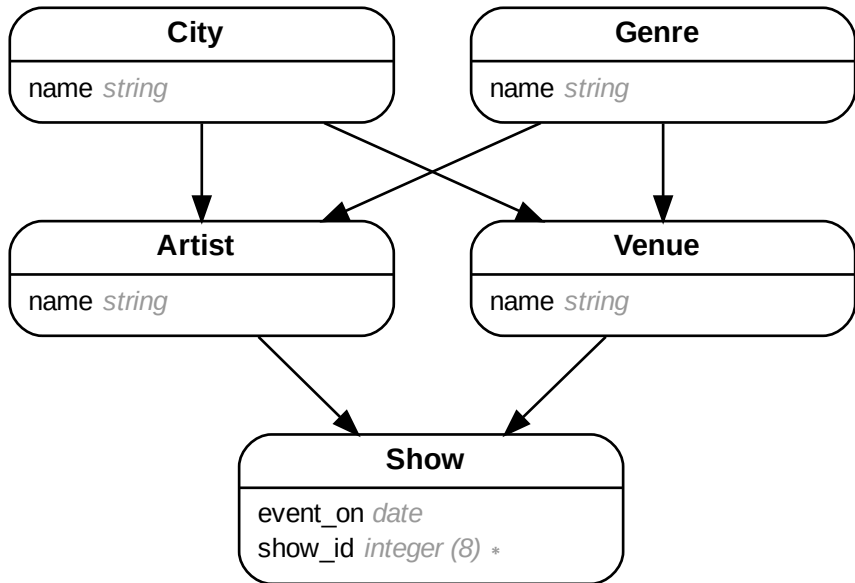 City
name string
Genre
name string
Artist
name string
Venue
name string
Show
event_on date
show_id integer (8) *